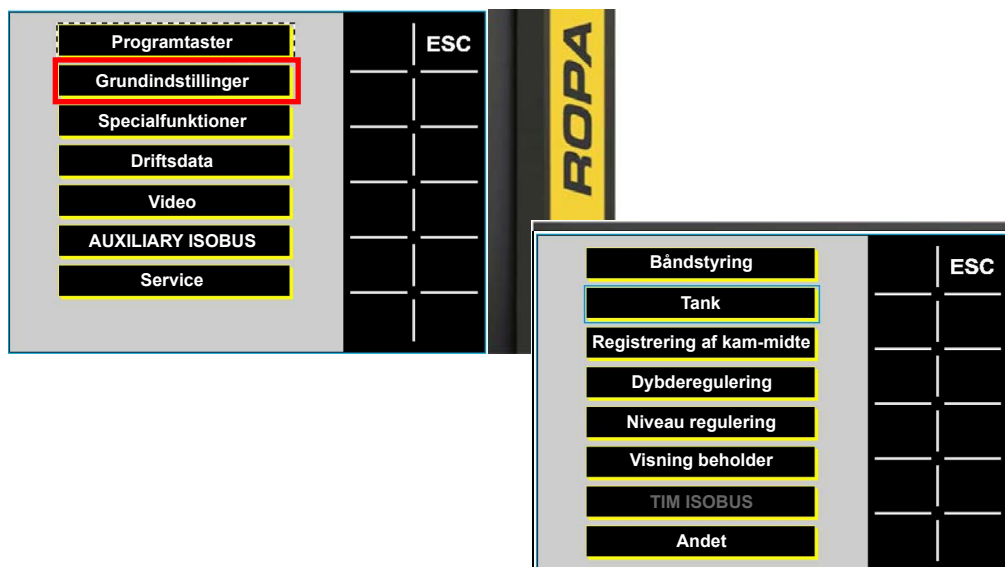 Programtaster
ESC
Grundindstillinger
Specialfunktioner
Driftsdata
Video
AUXILIARY ISOBUS
Service
ROPA
Båndstyring
ESC
Tank
Registrering af kam-midte
Dybderegulering
Niveau regulering
Visning beholder
TIM ISOBUS
Andet